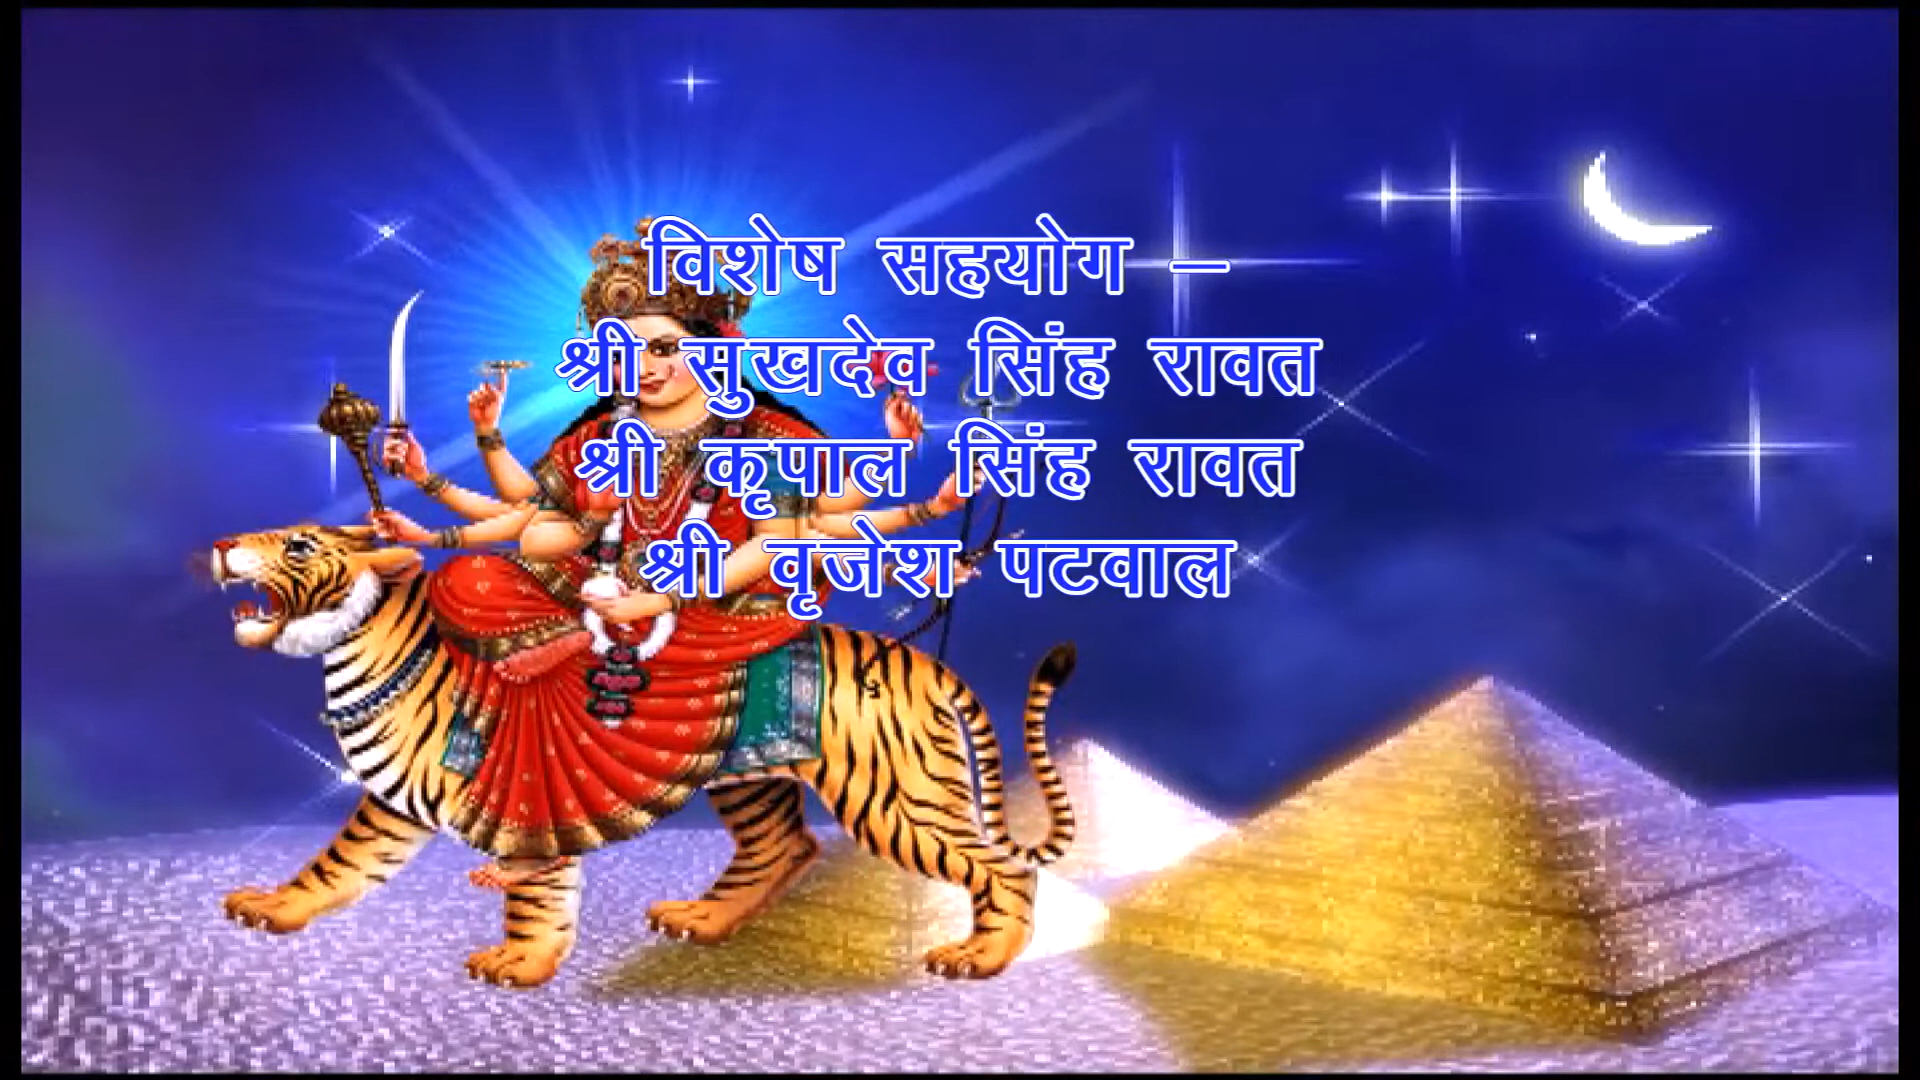 विशेष सहयोग –
श्री सुखदेव सिंह रावत
श्री कृपाल सिंह रावत
श्री वृजेश पटवाल